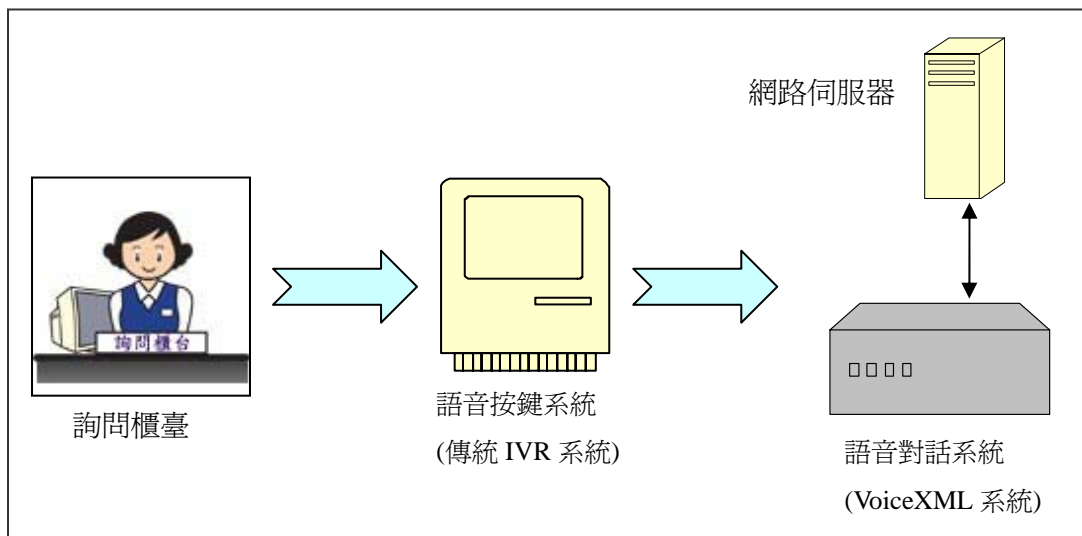 網路伺服器
詢問櫃台
詢問櫃臺
語音按鍵系統
(傳統 IVR 系統)
語音對話系統
(VoiceXML 系統)